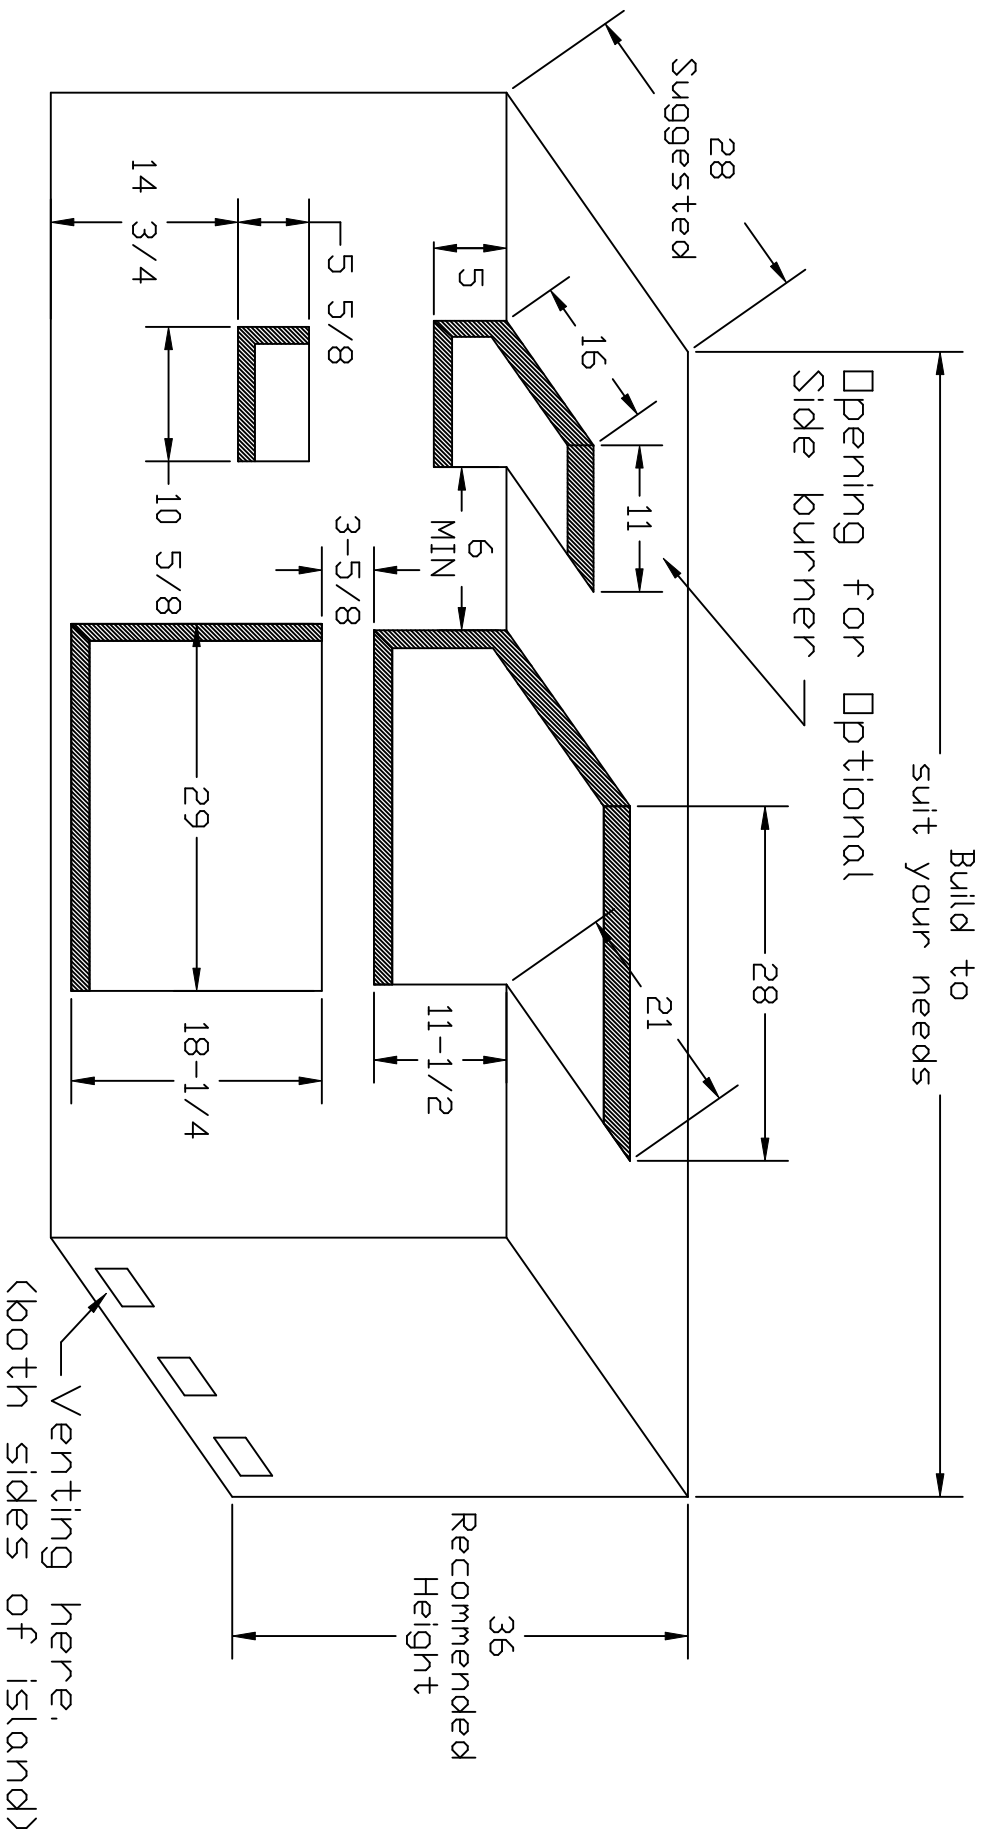 Build to
suit your needs
28
Suggested
Opening for Optional
Side burner
28
11
16
21
5
6
MIN
11-1/2
3-5/8
5 5/8
14 3/4
10 5/8
29
18-1/4
36
Recommended
Height
Venting here.
(both sides of island)